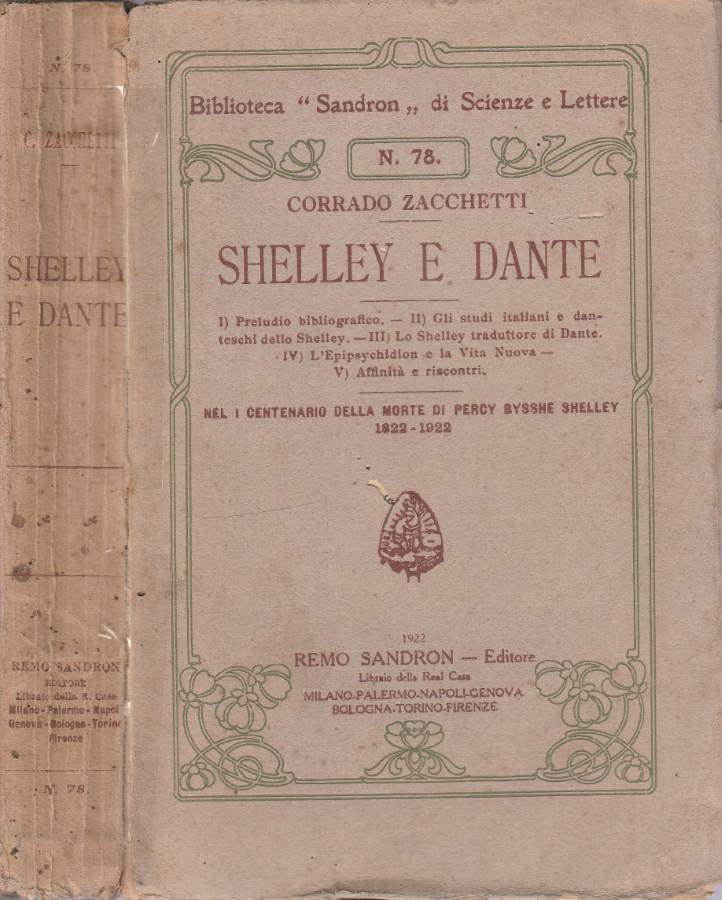 N. 78
C. ZACCHETTI
SHELLEY
E DANTE
REMO SANDRON
EDITORE
Libraio della R. Casa
Milano - Palermo - Napoli
Genova - Bologna - Torino
Firenze
N. 78.
Biblioteca “ Sandron „ di Scienze e Lettere
N. 78.
CORRADO ZACCHETTI
SHELLEY E DANTE
I) Preludio bibliografico. — II) Gli studi italiani e dan-
teschi dello Shelley. — III) Lo Shelley traduttore di Dante.
- IV) L'Epipsychidion e la Vita Nuova —
V) Affinità e riscontri.
NEL I CENTENARIO DELLA MORTE DI PERCY BYSSHE SHELLEY
1822 - 1922
1922
REMO SANDRON — Editore
Libraio della Real Casa
MILANO-PALERMO-NAPOLI-GENOVA
BOLOGNA-TORINO-FIRENZE